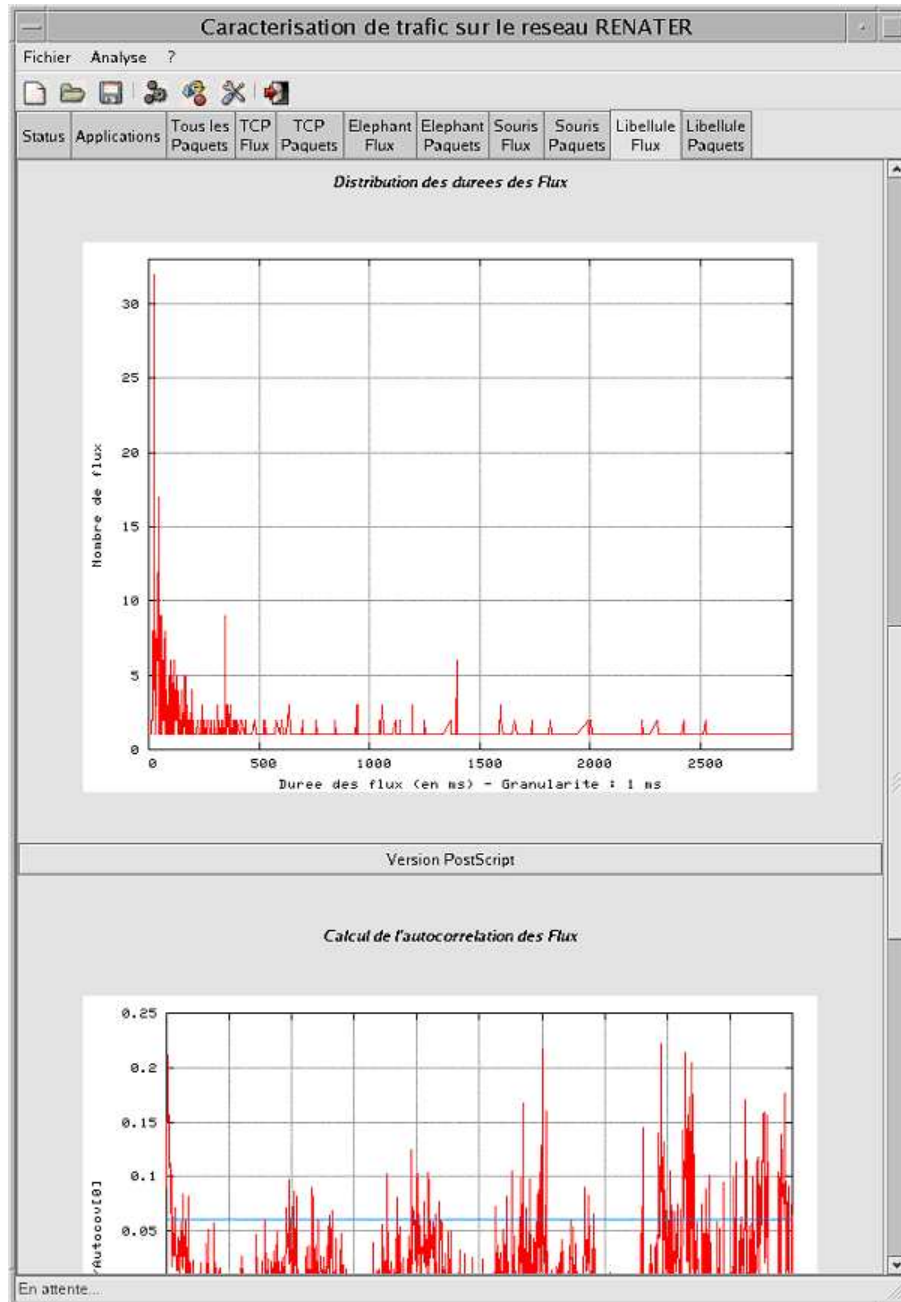 Caracterisation de trafic sur le reseau RENATER
Fichier Analyse ?
Status
Applications
Tous les
Paquets
TCP
Flux
TCP
Paquets
Elephant
Flux
Elephant
Paquets
Souris
Flux
Souris
Paquets
Libellule
Flux
Libellule
Paquets
Distribution des durees des Flux
30
25
20
15
10
5
0
Nombre de flux
0 500 1000 1500 2000 2500
Duree des flux (en ms) - Granularite : 1 ms
Version PostScript
Calcul de l'autocorrelation des Flux
0.25
0.2
0.15
0.1
0.05
/Autocov[0]
En attente...